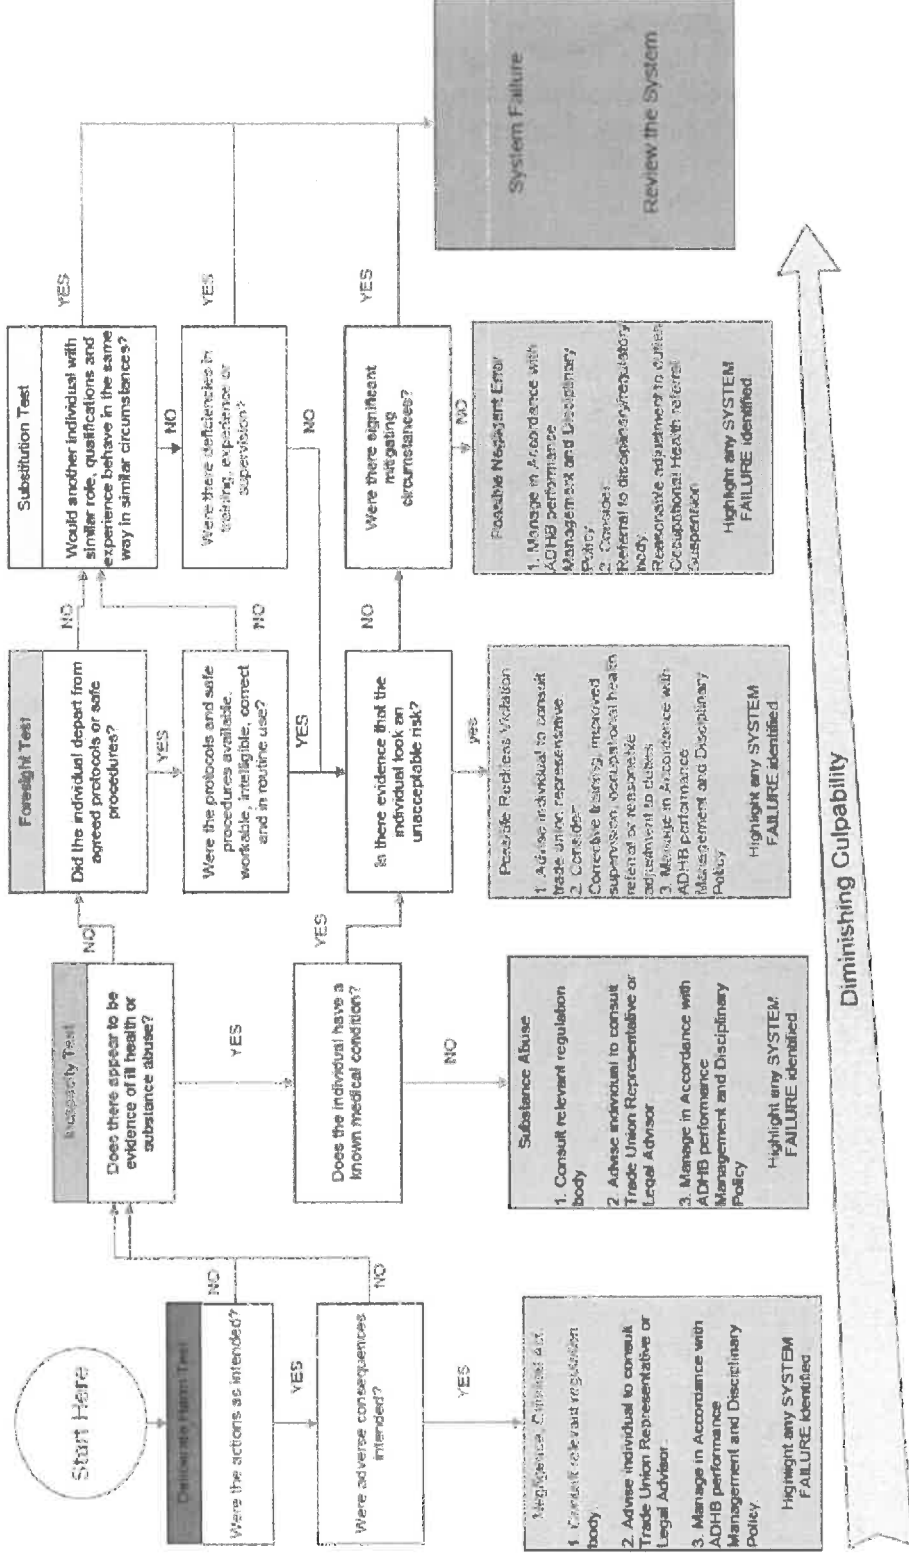 Start Here
Deliberate Harm Test
Were the actions as intended?
NO
YES
Were adverse consequences
intended?
NO
YES
Negligence, Criminal Act
1. Consult relevant regulation
body
2. Advise individual to consult
Trade Union Representative or
Legal Advisor.
3. Manage in Accordance with
ADHB performance
Management and Disciplinary
Policy.
Highlight any SYSTEM
FAILURE identified
Incapacity Test
Does there appear to be
evidence of ill health or
substance abuse?
NO
YES
Does the individual have a
known medical condition?
YES
NO
Substance Abuse
1. Consult relevant regulation
body
2. Advise individual to consult
Trade Union Representative or
Legal Advisor
3. Manage in Accordance with
ADHB performance
Management and Disciplinary
Policy
Highlight any SYSTEM
FAILURE identified
Foresight Test
Did the individual depart from
agreed protocols or safe
procedures?
NO
YES
Were the protocols and safe
procedures available,
workable, intelligible, correct
and in routine use?
NO
YES
Is there evidence that the
individual took an
unacceptable risk?
NO
yes
Possible Reckless Violation
1. Advise individual to consult
trade union representative
2. Consider:
Corrective training, improved
supervision, occupational health
referral or reasonable
adjustment to duties
3. Manage in Accordance with
ADHB performance
Management and Disciplinary
Policy
Highlight any SYSTEM
FAILURE identified
Substitution Test
Would another individual with
similar role, qualifications and
experience behave in the same
way in similar circumstances?
YES
NO
Were there deficiencies in
training, experience or
supervision?
YES
NO
Were there significant
mitigating
circumstances?
YES
NO
Possible Negligent Error
1. Manage in Accordance with
ADHB performance
Management and Disciplinary
Policy
2. Consider:
Referral to disciplinary/regulatory
body.
Reasonable adjustment to duties
Occupational Health referral
Suspension
Highlight any SYSTEM
FAILURE identified
System Failure
Review the System
Diminishing Culpability